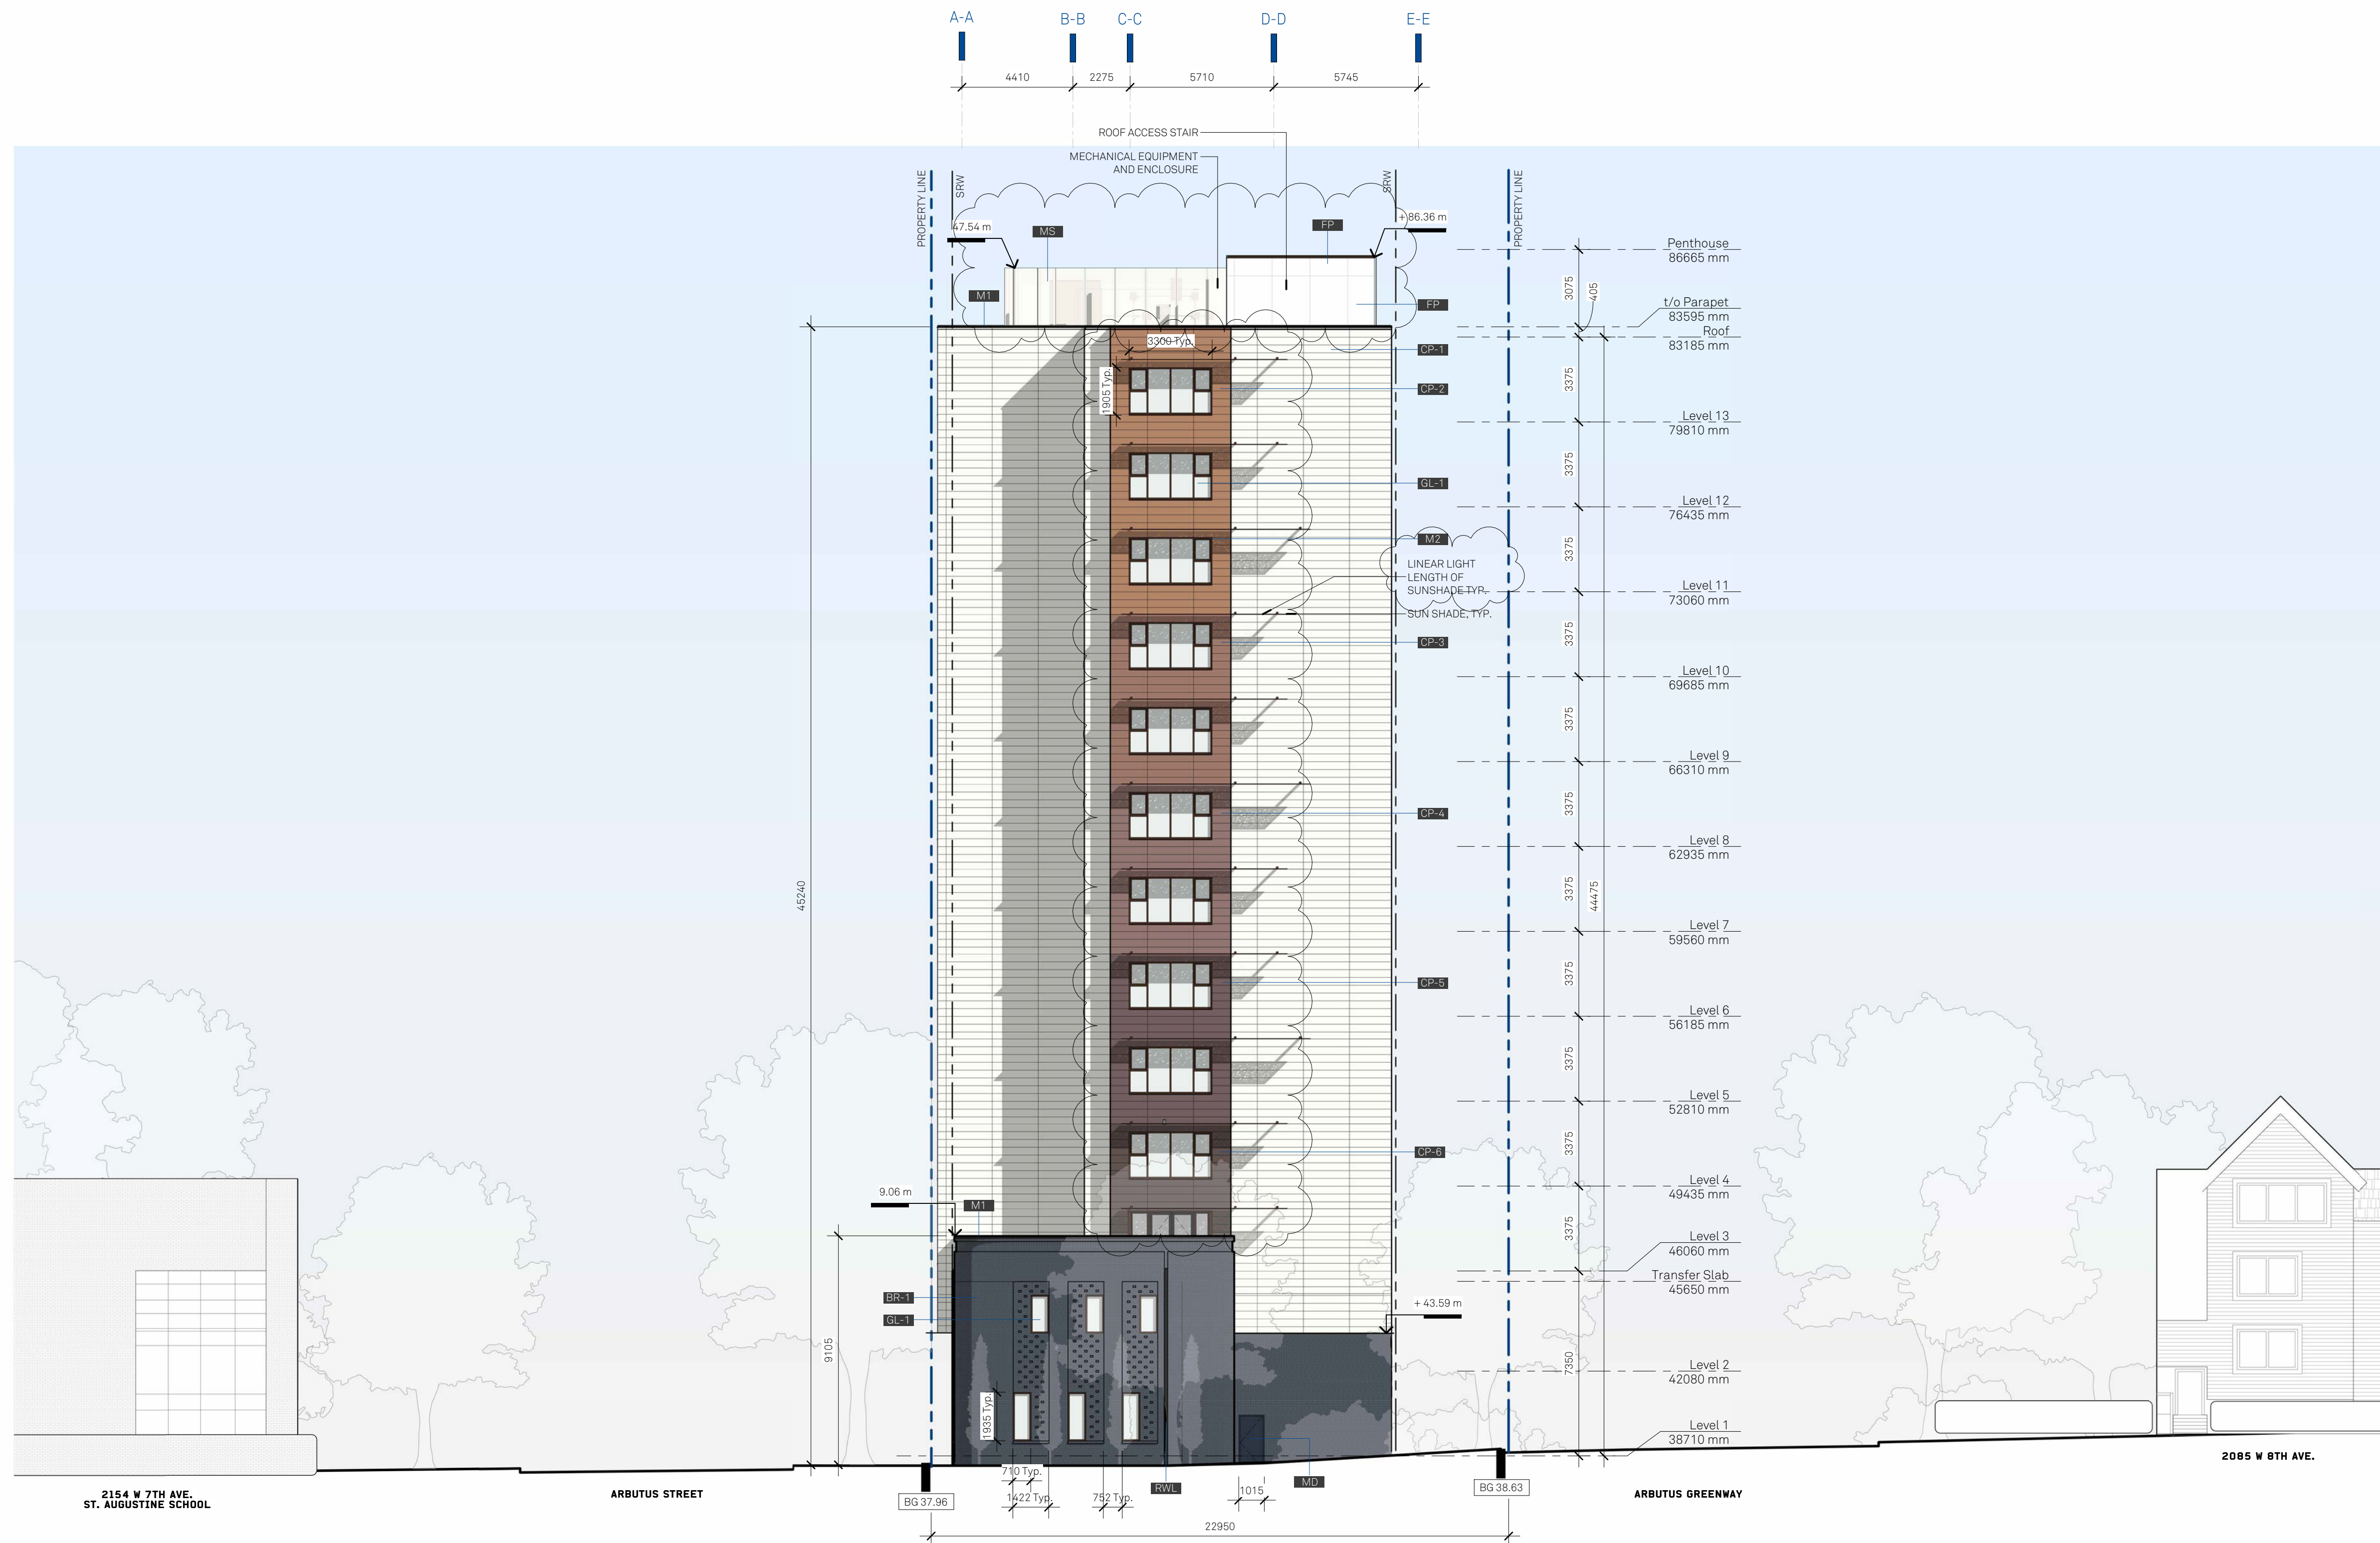 A-A
B-B
C-C
D-D
E-E
4410
2275
5710
5745
ROOF ACCESS STAIR
MECHANICAL EQUIPMENT
AND ENCLOSURE
PROPERTY LINE
SRW
SRW
PROPERTY LINE
47.54 m
MS
FP
+ 86.36 m
Penthouse
86665 mm
M1
FP
3075
405
t/o Parapet
83595 mm
Roof
83185 mm
3300 Typ.
CP-1
1905 Typ.
CP-2
3375
Level 13
79810 mm
GL-1
3375
Level 12
76435 mm
M2
3375
LINEAR LIGHT
LENGTH OF
SUNSHADE TYP.
Level 11
73060 mm
SUN SHADE, TYP.
CP-3
3375
Level 10
69685 mm
3375
Level 9
66310 mm
CP-4
3375
Level 8
62935 mm
45240
3375
44475
Level 7
59560 mm
CP-5
3375
Level 6
56185 mm
3375
Level 5
52810 mm
CP-6
3375
Level 4
49435 mm
9.06 m
M1
3375
Level 3
46060 mm
Transfer Slab
45650 mm
BR-1
GL-1
+ 43.59 m
9105
7350
Level 2
42080 mm
1935 Typ.
Level 1
38710 mm
710 Typ.
1422 Typ.
752 Typ.
RWL
1015
MD
BG 37.96
BG 38.63
22950
2154 W 7TH AVE.
ST. AUGUSTINE SCHOOL
ARBUTUS STREET
ARBUTUS GREENWAY
2085 W 8TH AVE.